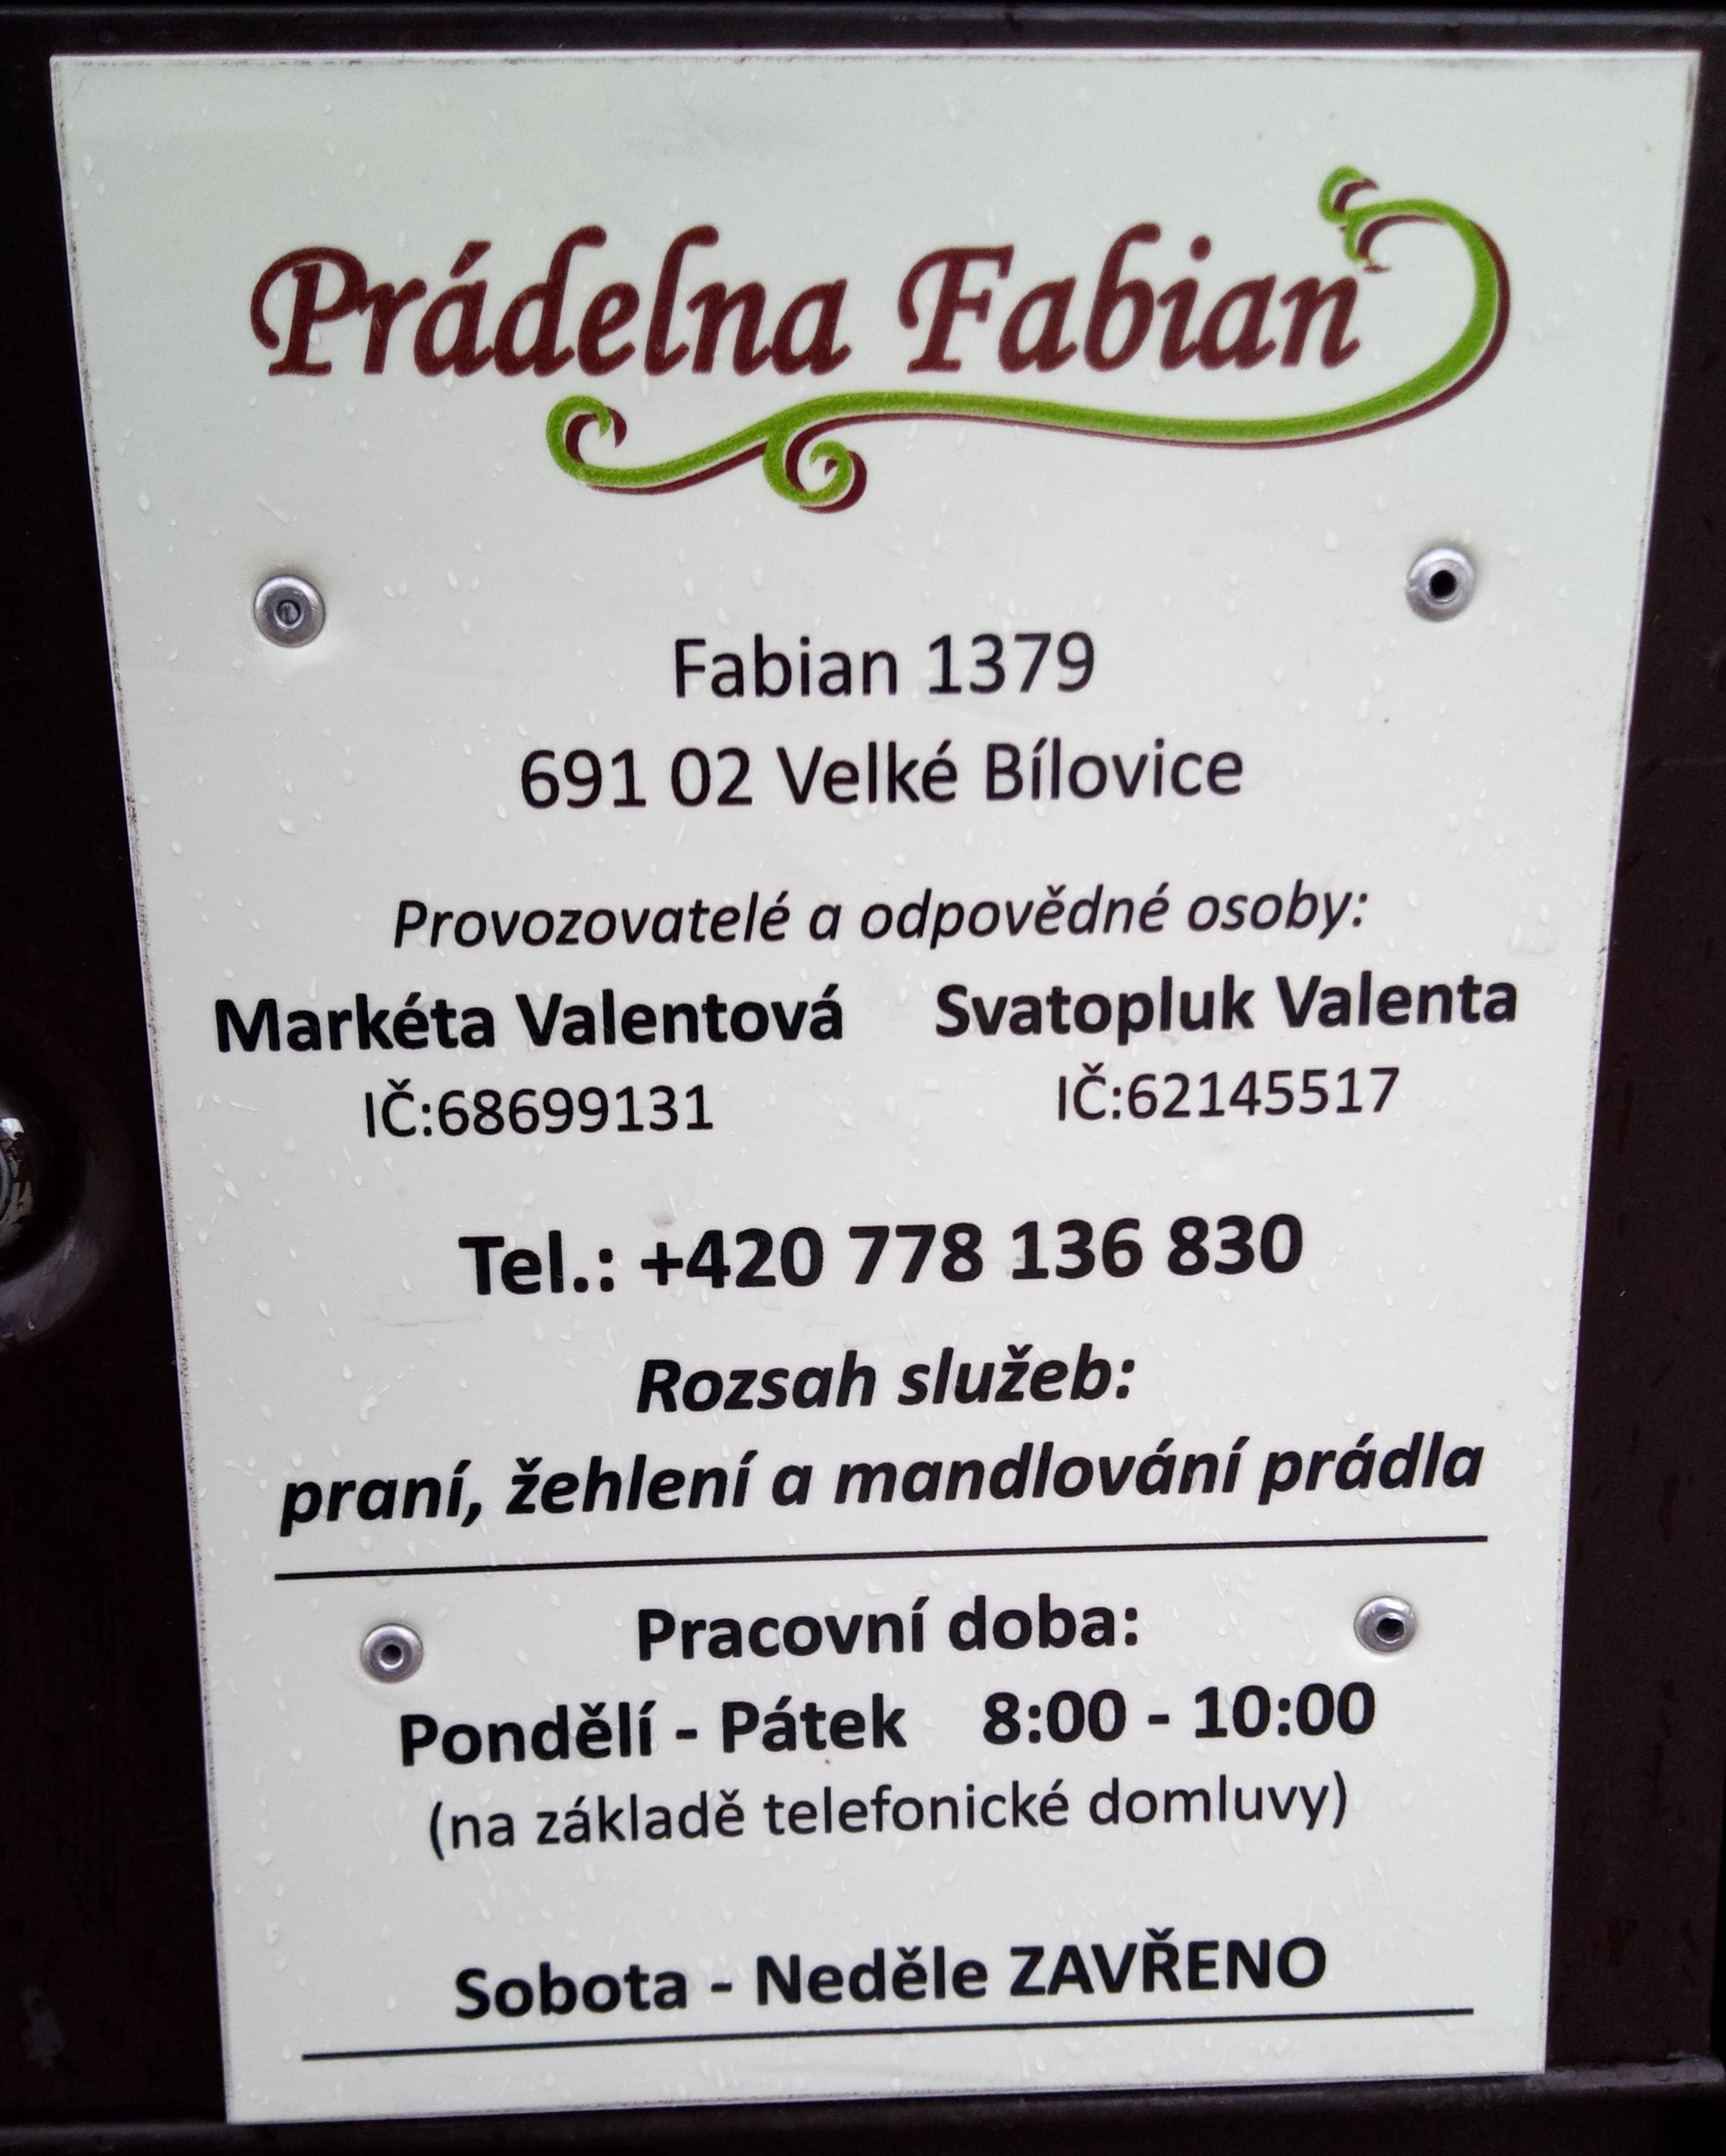 Prádelna Fabian
Fabian 1379
691 02 Velké Bílovice
Provozovatelé a odpovědné osoby:
Markéta Valentová Svatopluk Valenta
IČ:68699131 IČ:62145517
Tel.: +420 778 136 830
Rozsah služeb:
praní, žehlení a mandlování prádla
Pracovní doba:
Pondělí - Pátek 8:00 - 10:00
(na základě telefonické domluvy)
Sobota - Neděle ZAVŘENO